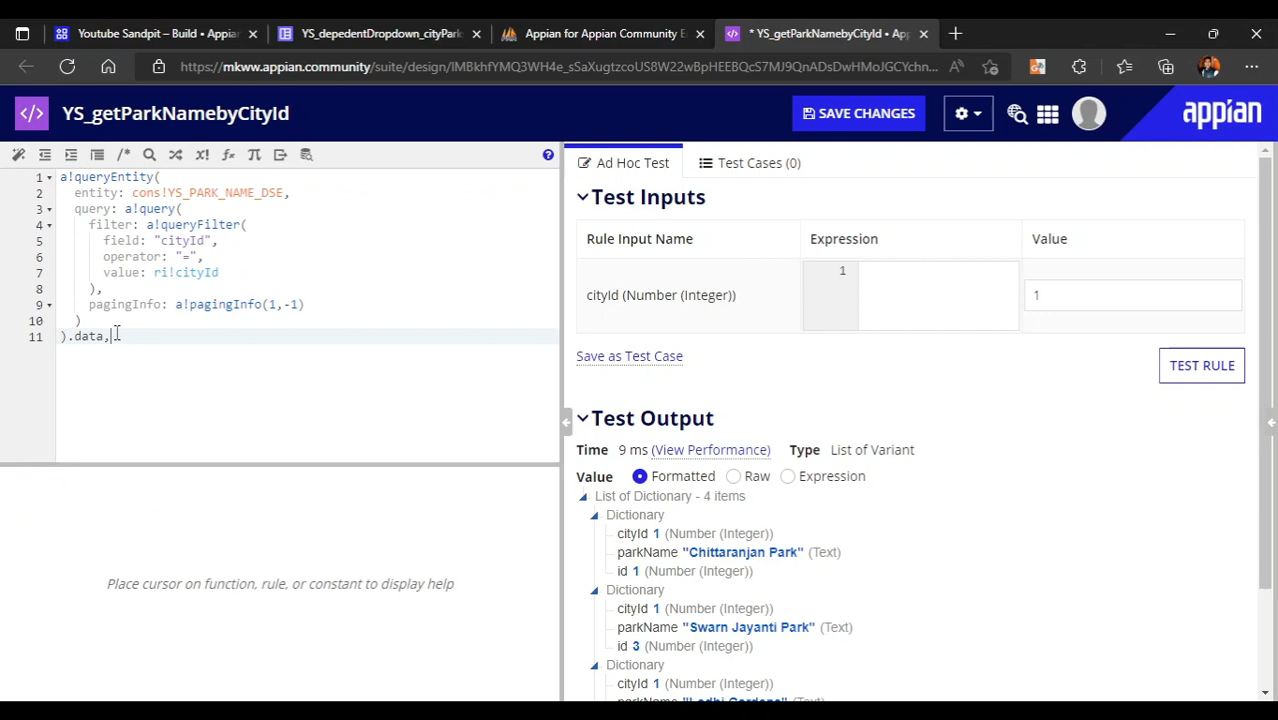 Youtube Sandpit – Build • Appian
YS_depedentDropdown_cityPark
Appian for Appian Community E
* YS_getParkNamebyCityId • App
https://mkww.appian.community/suite/design/
YS_getParkNamebyCityId
SAVE CHANGES
appian
Ad Hoc Test
Test Cases (0)
1 a!queryEntity(
2 entity: cons!YS_PARK_NAME_DSE,
3 query: a!query(
4 filter: a!queryFilter(
5 field: "cityId",
6 operator: "=",
7 value: ri!cityId
8 ),
9 pagingInfo: a!pagingInfo(1,-1)
10 )
11 ).data,
Place cursor on function, rule, or constant to display help
Test Inputs
Rule Input Name Expression Value
cityId (Number (Integer)) 1 1
Save as Test Case
TEST RULE
Test Output
Time 9 ms (View Performance) Type List of Variant
Value Formatted Raw Expression
List of Dictionary - 4 items
Dictionary
cityId 1 (Number (Integer))
parkName "Chittaranjan Park" (Text)
id 1 (Number (Integer))
Dictionary
cityId 1 (Number (Integer))
parkName "Swarn Jayanti Park" (Text)
id 3 (Number (Integer))
Dictionary
cityId 1 (Number (Integer))
parkName "Lodhi Gardens" (Text)